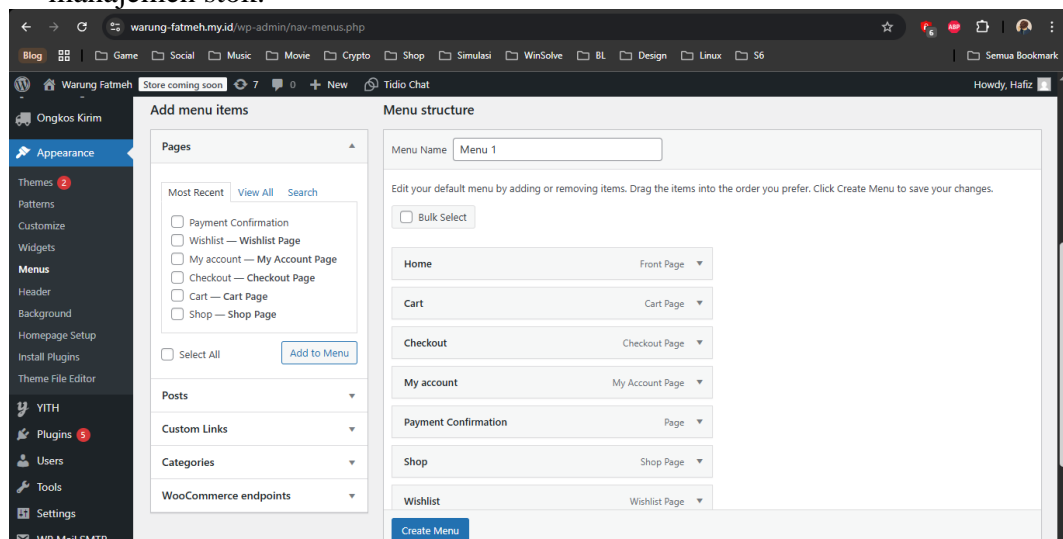 manajemen stok.
warung-fatmeh.my.id/wp-admin/nav-menus.php
6
ABP
Blog Game Social Music Movie Crypto Shop Simulasi WinSolve BL Design Linux S6 Semua Bookmark
Warung Fatmeh Store coming soon 7 0 + New Tidio Chat Howdy, Hafiz
Ongkos Kirim
Appearance
Themes 2
Patterns
Customize
Widgets
Menus
Header
Background
Homepage Setup
Install Plugins
Theme File Editor
YITH
Plugins 5
Users
Tools
Settings
WP Mail SMTP
Add menu items
Pages
Most Recent View All Search
Payment Confirmation
Wishlist — Wishlist Page
My account — My Account Page
Checkout — Checkout Page
Cart — Cart Page
Shop — Shop Page
Select All Add to Menu
Posts
Custom Links
Categories
WooCommerce endpoints
Menu structure
Menu Name Menu 1
Edit your default menu by adding or removing items. Drag the items into the order you prefer. Click Create Menu to save your changes.
Bulk Select
Home Front Page
Cart Cart Page
Checkout Checkout Page
My account My Account Page
Payment Confirmation Page
Shop Shop Page
Wishlist Wishlist Page
Create Menu